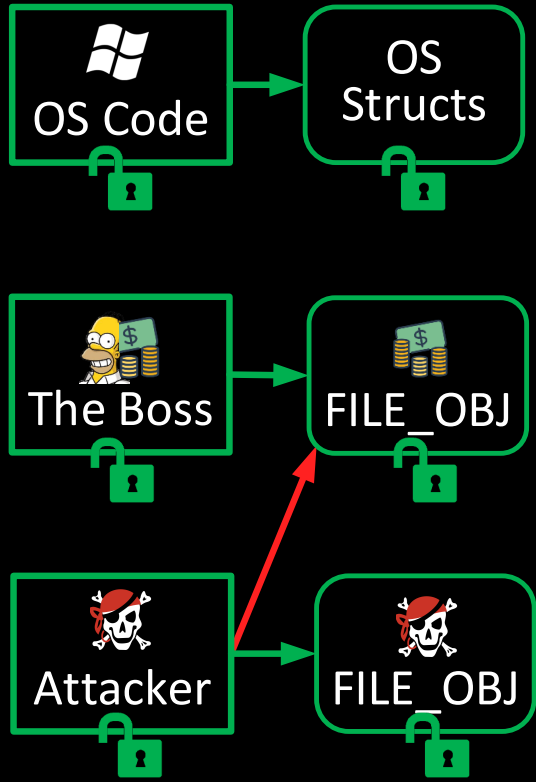 OS Code
OS
Structs
$
The Boss
$
FILE_OBJ
Attacker
FILE_OBJ